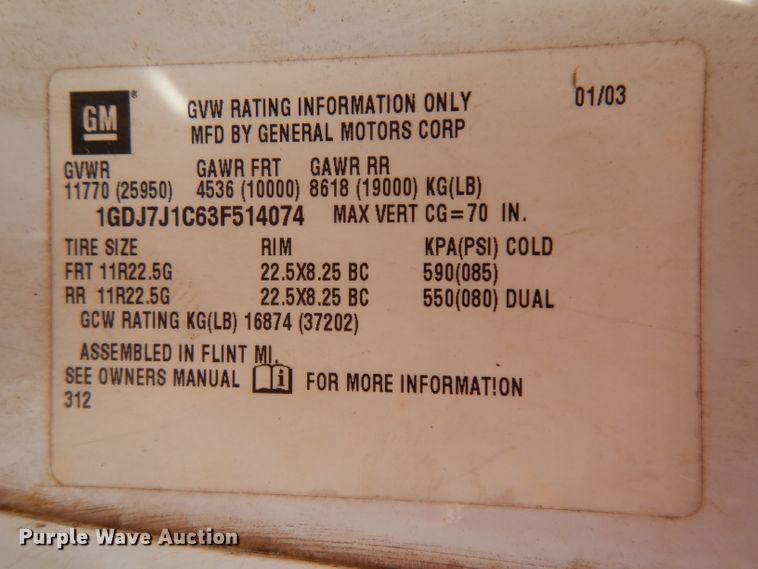 GM®
GVW RATING INFORMATION ONLY 01/03
MFD BY GENERAL MOTORS CORP
GVWR GAWR FRT GAWR RR
11770 (25950) 4536 (10000) 8618 (19000) KG(LB)
1GDJ7J1C63F514074 MAX VERT CG=70 IN.
TIRE SIZE RIM KPA(PSI) COLD
FRT 11R22.5G 22.5X8.25 BC 590(085)
RR 11R22.5G 22.5X8.25 BC 550(080) DUAL
GCW RATING KG(LB) 16874 (37202)
ASSEMBLED IN FLINT MI.
SEE OWNERS MANUAL i FOR MORE INFORMATION
312
Purple Wave Auction